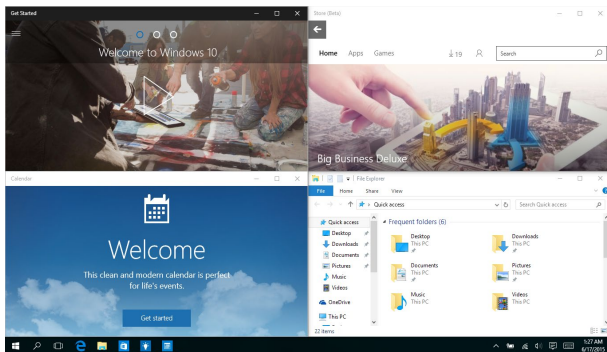 Get Started
Welcome to Windows 10
Store (Beta)
Home Apps Games 19 Search
Big Business Deluxe
Calendar
Welcome
This clean and modern calendar is perfect
for life's events.
Get started
File Explorer
File Home Share View
Quick access Search Quick access
Quick access
Desktop
Downloads
Documents
Pictures
Music
Videos
OneDrive
This PC
Frequent folders (6)
Desktop
This PC
Downloads
This PC
Documents
This PC
Pictures
This PC
Music
This PC
Videos
This PC
22 items
1:27 AM
6/17/2015